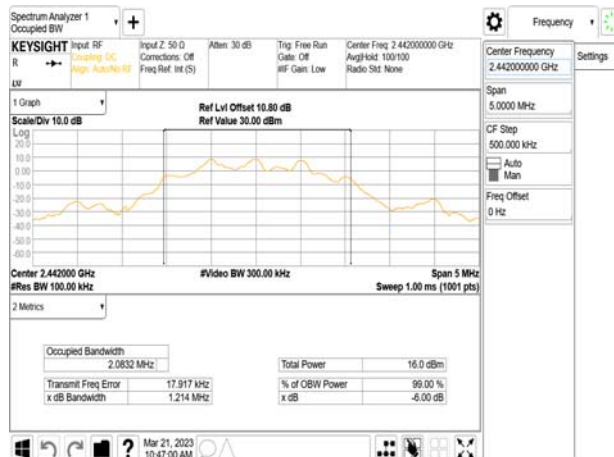 Spectrum Analyzer 1
Occupied BW
Frequency
KEYSIGHT
R
Input: RF
Coupling: DC
Align: Auto/No RF
Input Z: 50 Ω
Corrections: Off
Freq Ref: Int (S)
Atten: 30 dB
Trig: Free Run
Gate: Off
#IF Gain: Low
Center Freq: 2.442000000 GHz
Avg|Hold: 100/100
Radio Std: None
Center Frequency
2.442000000 GHz
Settings
Span
5.0000 MHz
CF Step
500.000 kHz
Auto
Man
Freq Offset
0 Hz
1 Graph
Scale/Div 10.0 dB
Ref Lvl Offset 10.80 dB
Ref Value 30.00 dBm
Log
20.0
10.0
0.00
-10.0
-20.0
-30.0
-40.0
-50.0
-60.0
Center 2.442000 GHz
#Res BW 100.00 kHz
#Video BW 300.00 kHz
Span 5 MHz
Sweep 1.00 ms (1001 pts)
2 Metrics
Occupied Bandwidth
2.0832 MHz
Total Power 16.0 dBm
Transmit Freq Error 17.917 kHz
% of OBW Power 99.00 %
x dB Bandwidth 1.214 MHz
x dB -6.00 dB
Mar 21, 2023
10:47:00 AM